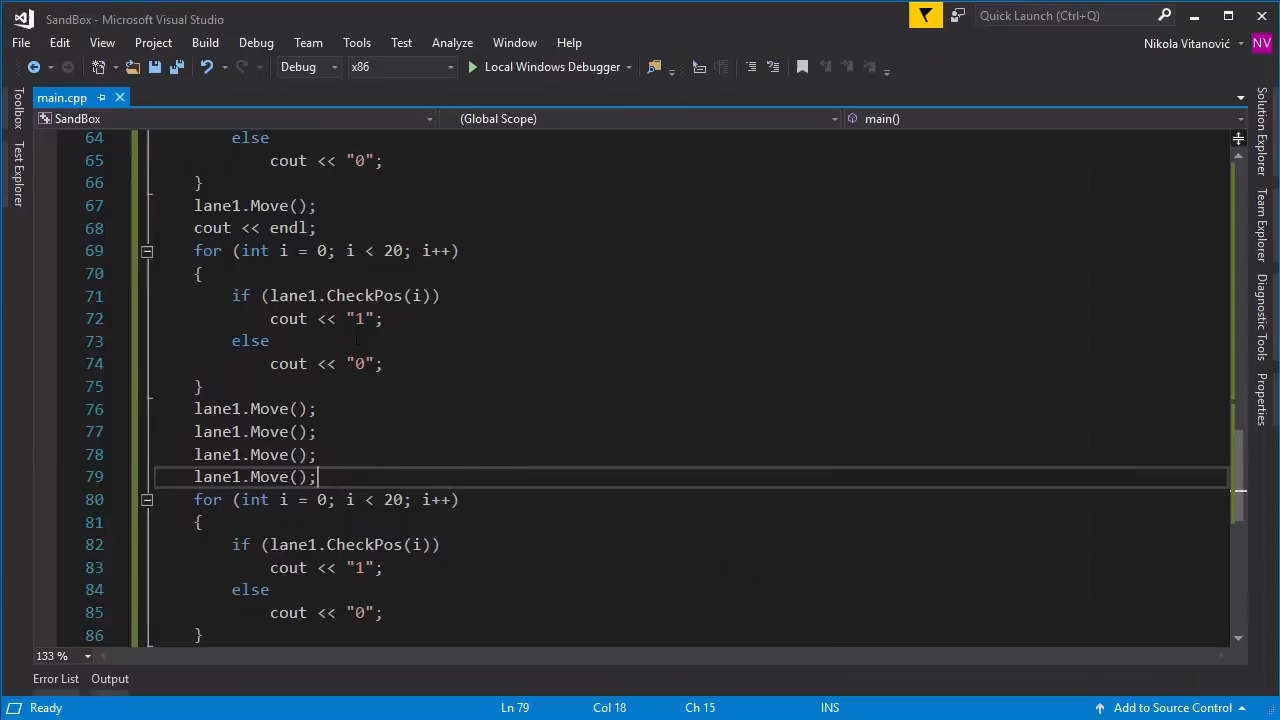 SandBox - Microsoft Visual Studio
Quick Launch (Ctrl+Q)
File Edit View Project Build Debug Team Tools Test Analyze Window Help
Nikola Vitanović NV
Debug x86 Local Windows Debugger
main.cpp
SandBox (Global Scope) main()
Toolbox
Test Explorer
64 else
65 cout << "0";
66 }
67 lane1.Move();
68 cout << endl;
69 for (int i = 0; i < 20; i++)
70 {
71 if (lane1.CheckPos(i))
72 cout << "1";
73 else
74 cout << "0";
75 }
76 lane1.Move();
77 lane1.Move();
78 lane1.Move();
79 lane1.Move();
80 for (int i = 0; i < 20; i++)
81 {
82 if (lane1.CheckPos(i))
83 cout << "1";
84 else
85 cout << "0";
86 }
Solution Explorer
Team Explorer
Diagnostic Tools
Properties
133 %
Error List Output
Ready Ln 79 Col 18 Ch 15 INS Add to Source Control